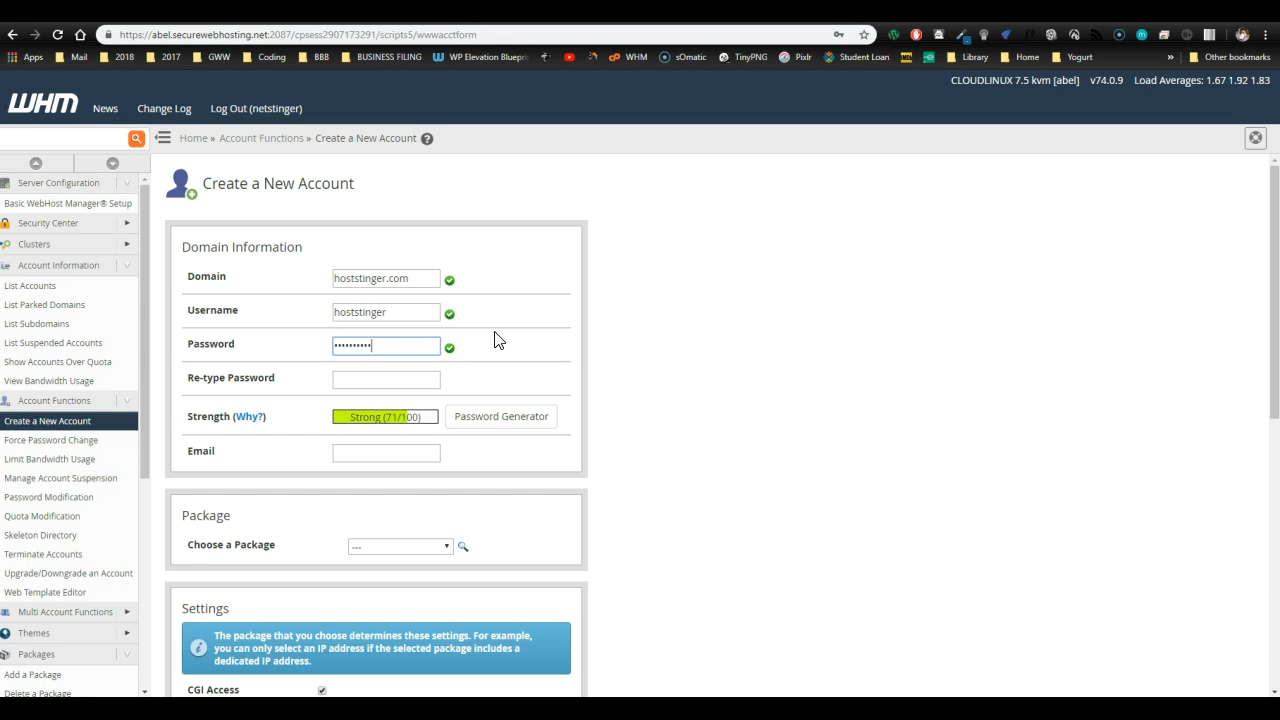 https://abel.securewebhosting.net:2087/cpsess2907173291/scripts5/wwwacctform
Apps Mail 2018 2017 GWW Coding BBB BUSINESS FILING WP Elevation Blueprin WHM sOmatic TinyPNG Pixlr Student Loan Library Home Yogurt » Other bookmarks
CLOUDLINUX 7.5 kvm [abel] v74.0.9 Load Averages: 1.67 1.92 1.83
WHM News Change Log Log Out (netstinger)
Home » Account Functions » Create a New Account ?
Server Configuration
Basic WebHost Manager® Setup
Security Center
Clusters
Account Information
List Accounts
List Parked Domains
List Subdomains
List Suspended Accounts
Show Accounts Over Quota
View Bandwidth Usage
Account Functions
Create a New Account
Force Password Change
Limit Bandwidth Usage
Manage Account Suspension
Password Modification
Quota Modification
Skeleton Directory
Terminate Accounts
Upgrade/Downgrade an Account
Web Template Editor
Multi Account Functions
Themes
Packages
Add a Package
Delete a Package
Create a New Account
Domain Information
Domain hoststinger.com
Username hoststinger
Password ••••••••••
Re-type Password
Strength (Why?) Strong (71/100) Password Generator
Email
Package
Choose a Package ---
Settings
The package that you choose determines these settings. For example,
you can only select an IP address if the selected package includes a
dedicated IP address.
CGI Access